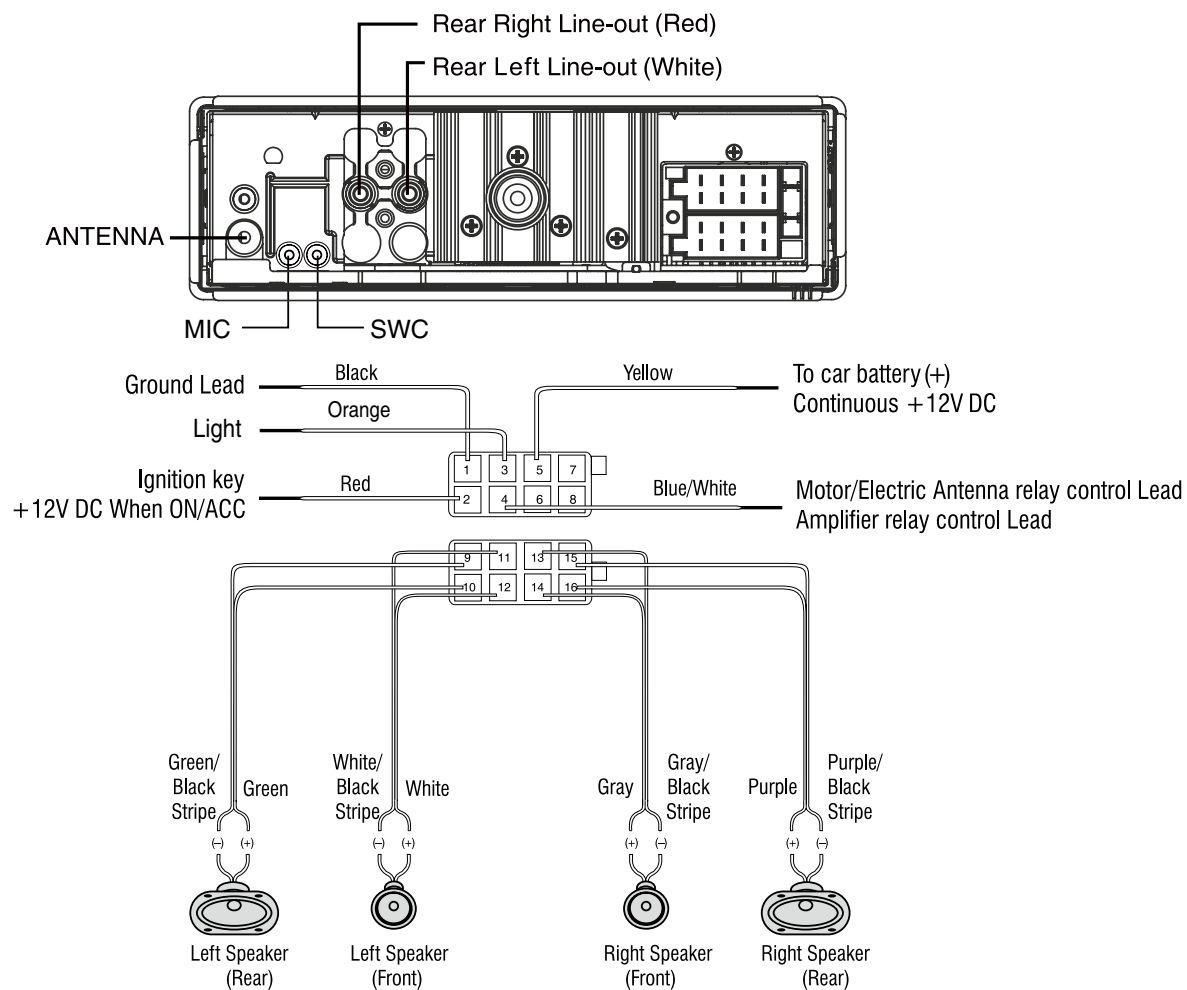 Rear Right Line-out (Red)
Rear Left Line-out (White)
ANTENNA
MIC
SWC
Ground Lead
Black
Yellow
To car battery (+)
Continuous +12V DC
Light
Orange
Ignition key
+12V DC When ON/ACC
Red
1 3 5 7
2 4 6 8
Blue/White
Motor/Electric Antenna relay control Lead
Amplifier relay control Lead
9 11 13 15
10 12 14 16
Green/
Black
Stripe
Green
White/
Black
Stripe
White
Gray
Gray/
Black
Stripe
Purple
Purple/
Black
Stripe
(–) (+)
(–) (+)
(+) (–)
(+) (–)
Left Speaker
(Rear)
Left Speaker
(Front)
Right Speaker
(Front)
Right Speaker
(Rear)